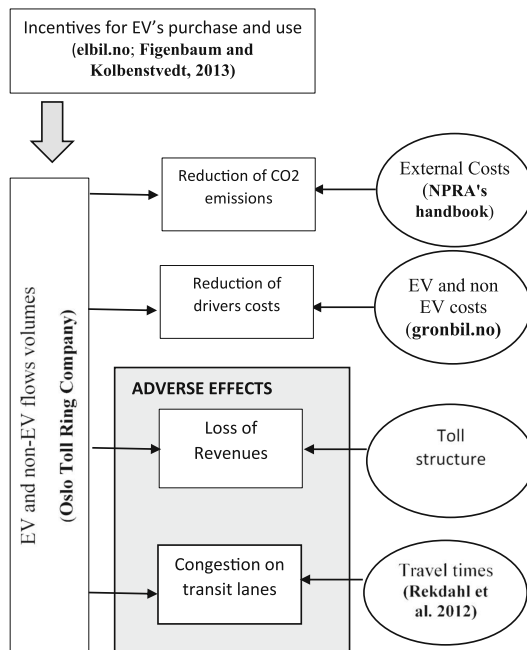 Incentives for EV's purchase and use
(elbil.no; Figenbaum and
Kolbenstvedt, 2013)
EV and non-EV flows volumes
(Oslo Toll Ring Company)
Reduction of CO2
emissions
External Costs
(NPRA's
handbook)
Reduction of
drivers costs
EV and non
EV costs
(gronbil.no)
ADVERSE EFFECTS
Loss of
Revenues
Toll
structure
Congestion on
transit lanes
Travel times
(Rekdahl et
al. 2012)